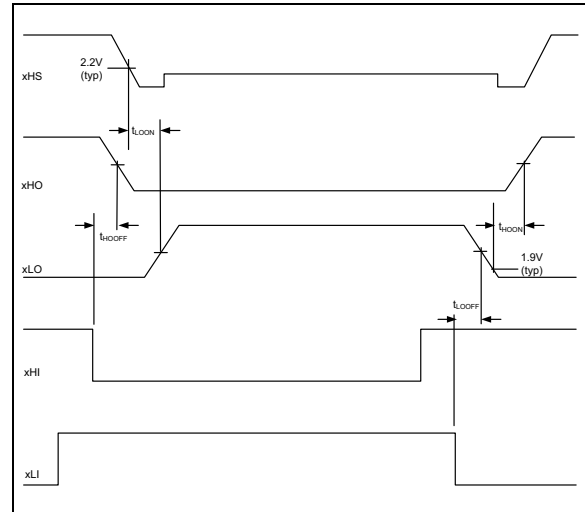 2.2V
(typ)
xHS
tLOON
xHO
tHOOFF
tHOON
xLO
1.9V
(typ)
tLOOFF
xHI
xLI